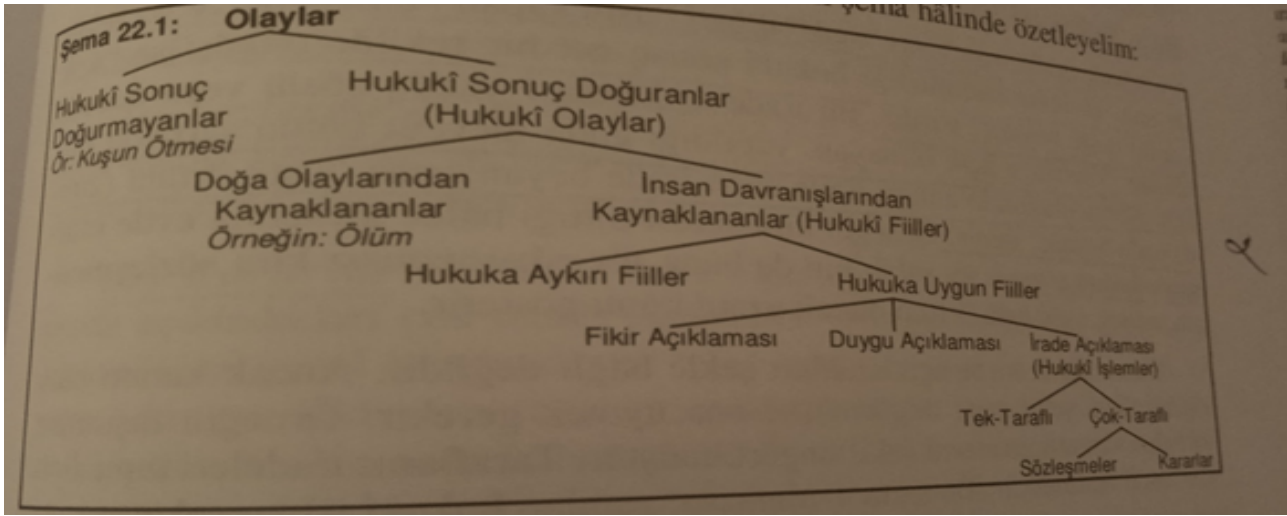 şema hâlinde özetleyelim:
Şema 22.1: Olaylar
Hukukî Sonuç
Doğurmayanlar
Ör: Kuşun Ötmesi
Hukukî Sonuç Doğuranlar
(Hukukî Olaylar)
Doğa Olaylarından
Kaynaklananlar
Örneğin: Ölüm
İnsan Davranışlarından
Kaynaklananlar (Hukukî Fiiller)
Hukuka Aykırı Fiiller
Hukuka Uygun Fiiller
Fikir Açıklaması
Duygu Açıklaması
İrade Açıklaması
(Hukukî İşlemler)
Tek-Taraflı
Çok-Taraflı
Sözleşmeler
Kararlar